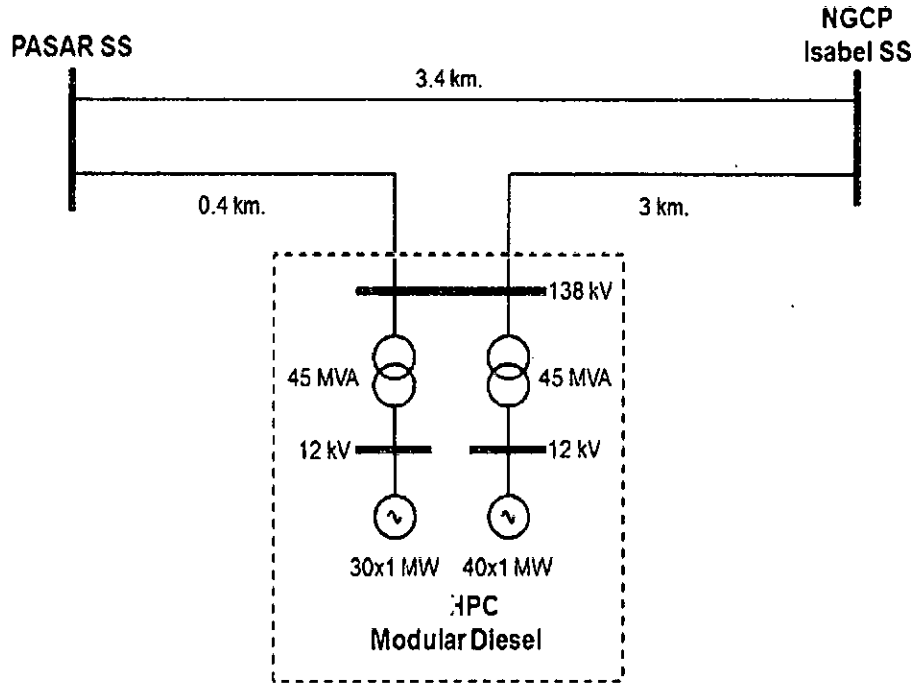 NGCP
PASAR SS
Isabel SS
3.4 km.
0.4 km.
3 km.
138 kV
45 MVA
45 MVA
12 kV
12 kV
30x1 MW
40x1 MW
HPC
Modular Diesel